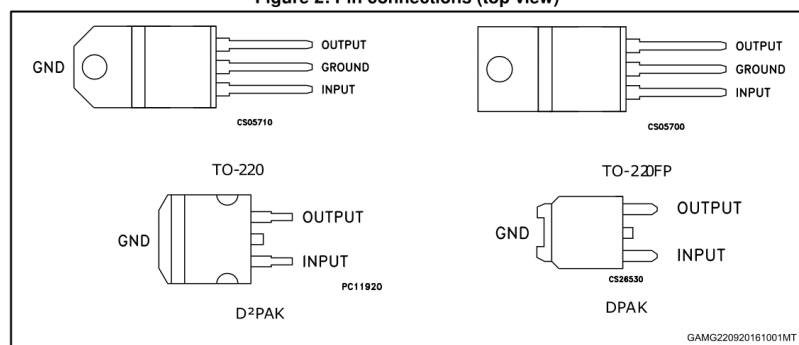 Figure 2: Pin connections (top view)
GND
OUTPUT
GROUND
INPUT
CS05710
TO-220
OUTPUT
GROUND
INPUT
CS05700
TO-220FP
GND
OUTPUT
INPUT
PC11920
D²PAK
GND
OUTPUT
INPUT
CS26530
DPAK
GAMG220920161001MT